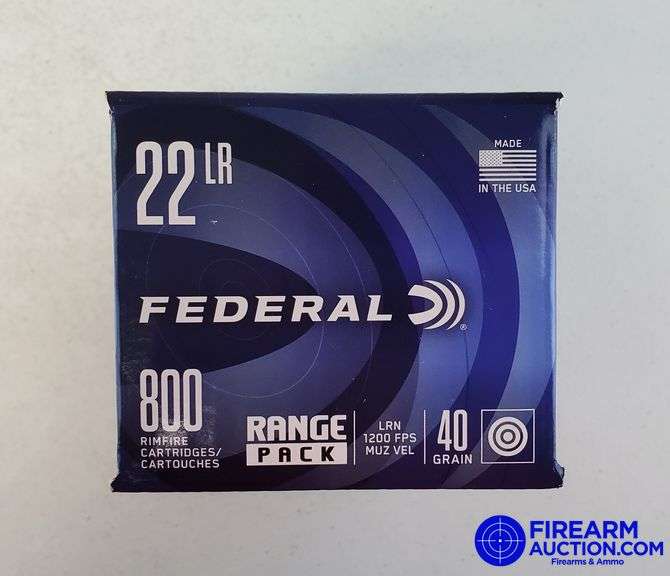 22 LR
MADE
IN THE USA
FEDERAL
®
800
RIMFIRE
CARTRIDGES/
CARTOUCHES
RANGE
PACK
LRN
1200 FPS
MUZ VEL
40
GRAIN
FIREARM
AUCTION.COM
Firearms & Ammo